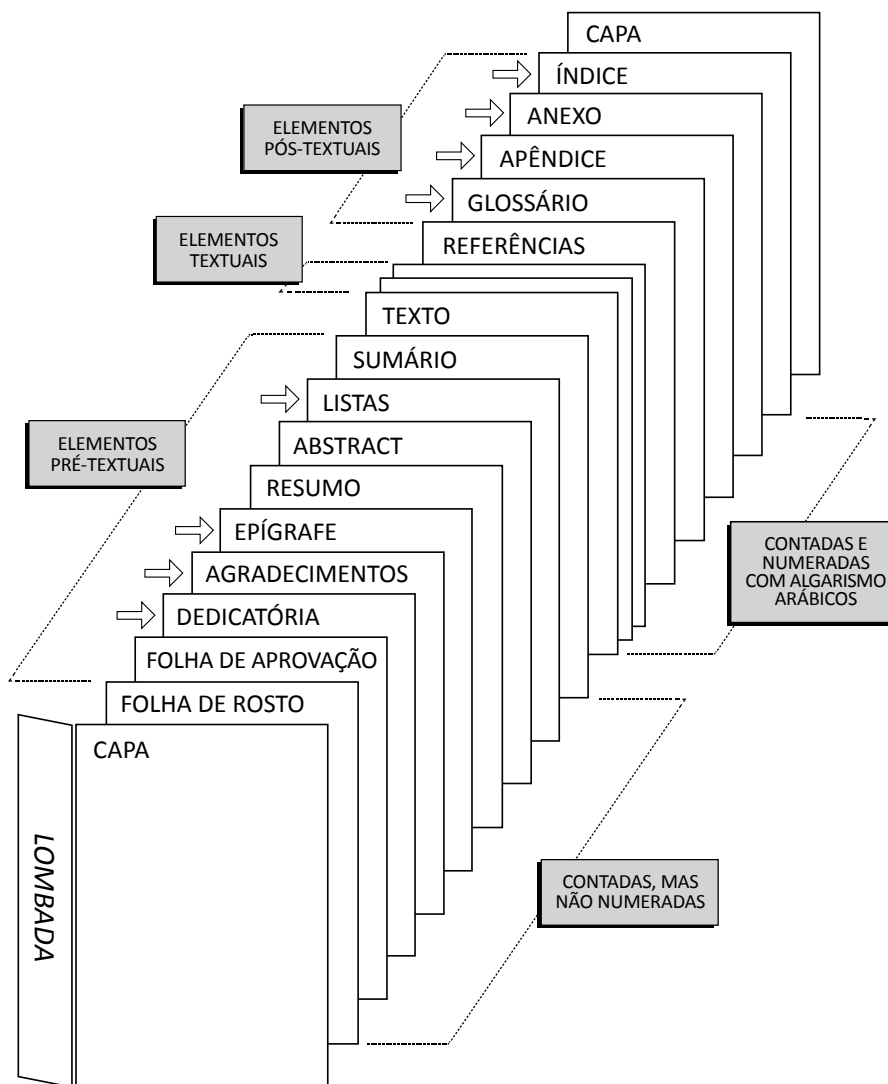 CAPA
ÍNDICE
ANEXO
ELEMENTOS
PÓS-TEXTUAIS
APÊNDICE
GLOSSÁRIO
ELEMENTOS
TEXTUAIS
REFERÊNCIAS
TEXTO
SUMÁRIO
LISTAS
ELEMENTOS
PRÉ-TEXTUAIS
ABSTRACT
RESUMO
EPÍGRAFE
CONTADAS E
NUMERADAS
COM ALGARISMO
ARÁBICOS
AGRADECIMENTOS
DEDICATÓRIA
FOLHA DE APROVAÇÃO
FOLHA DE ROSTO
CAPA
LOMBADA
CONTADAS, MAS
NÃO NUMERADAS